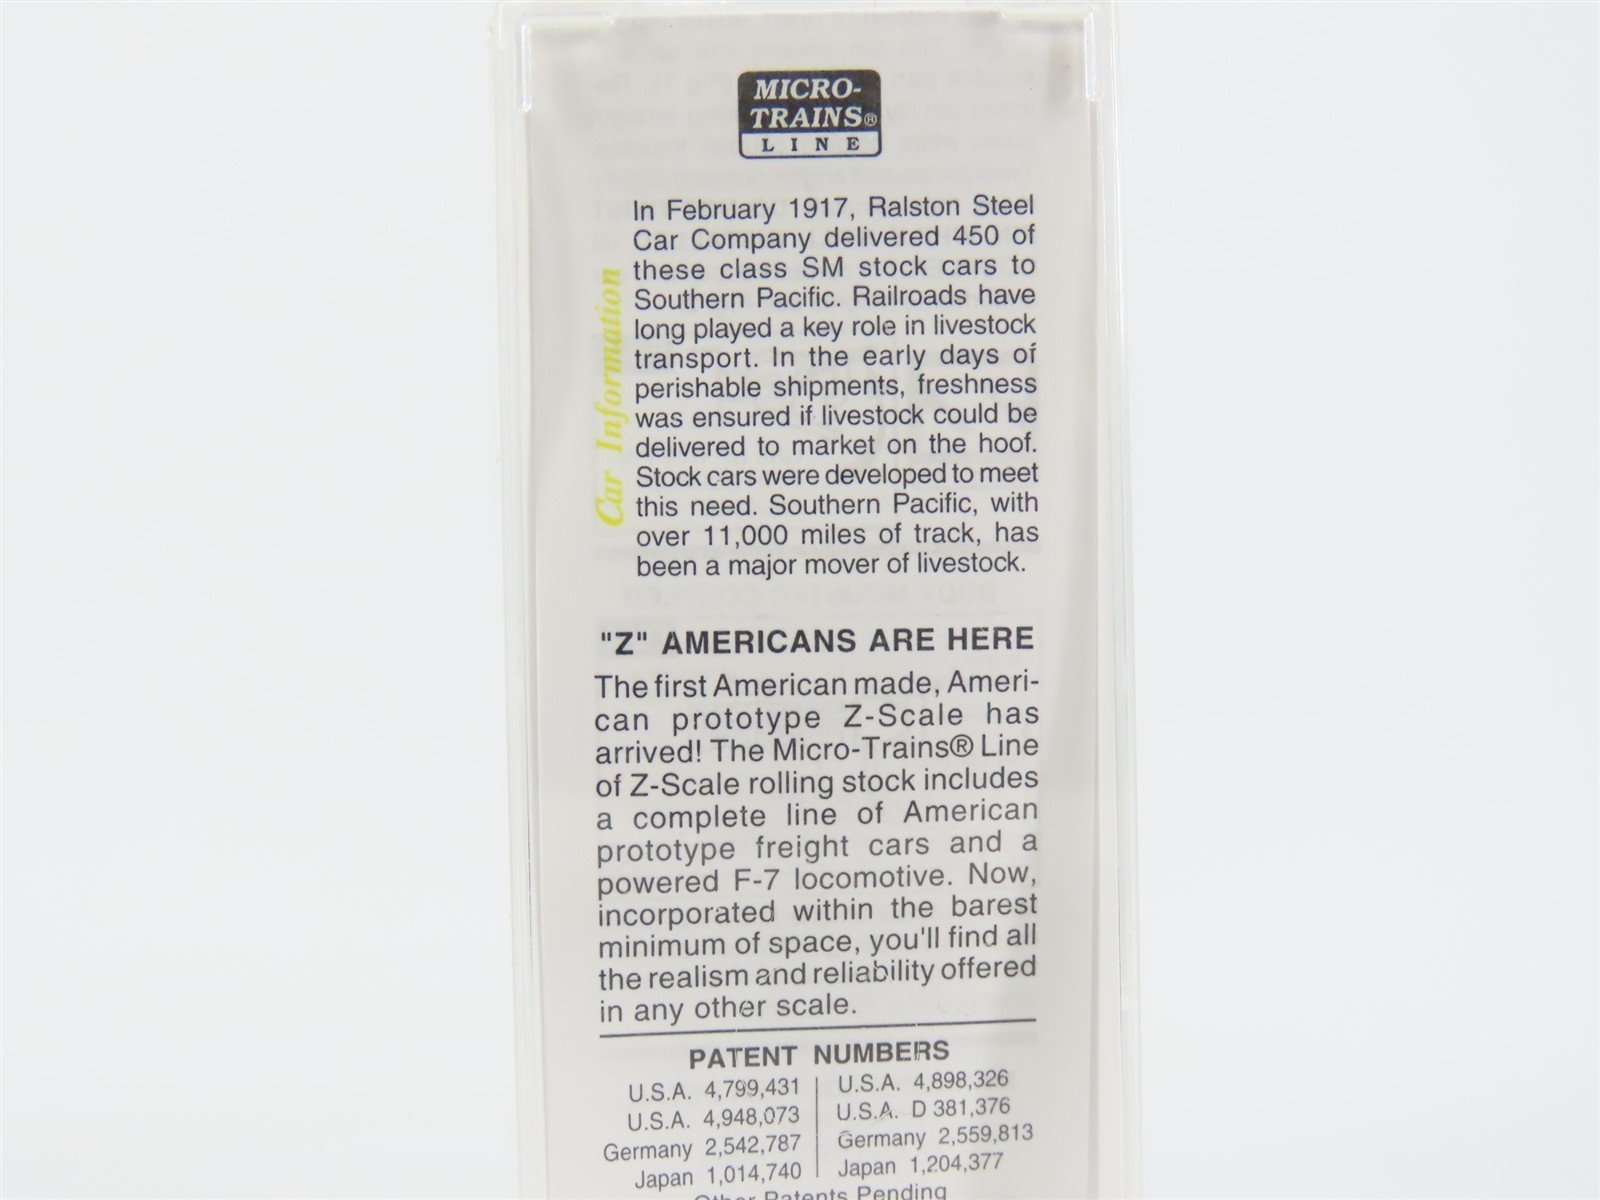 MICRO-
TRAINS®
LINE
In February 1917, Ralston Steel
Car Company delivered 450 of
these class SM stock cars to
Southern Pacific. Railroads have
long played a key role in livestock
transport. In the early days of
perishable shipments, freshness
was ensured if livestock could be
delivered to market on the hoof.
Stock cars were developed to meet
this need. Southern Pacific, with
over 11,000 miles of track, has
been a major mover of livestock.
Car Information
"Z" AMERICANS ARE HERE
The first American made, Ameri-
can prototype Z-Scale has
arrived! The Micro-Trains® Line
of Z-Scale rolling stock includes
a complete line of American
prototype freight cars and a
powered F-7 locomotive. Now,
incorporated within the barest
minimum of space, you'll find all
the realism and reliability offered
in any other scale.
PATENT NUMBERS
U.S.A. 4,799,431 | U.S.A. 4,898,326
U.S.A. 4,948,073 | U.S.A. D 381,376
Germany 2,542,787 | Germany 2,559,813
Japan 1,014,740 | Japan 1,204,377
Other Patents Pending